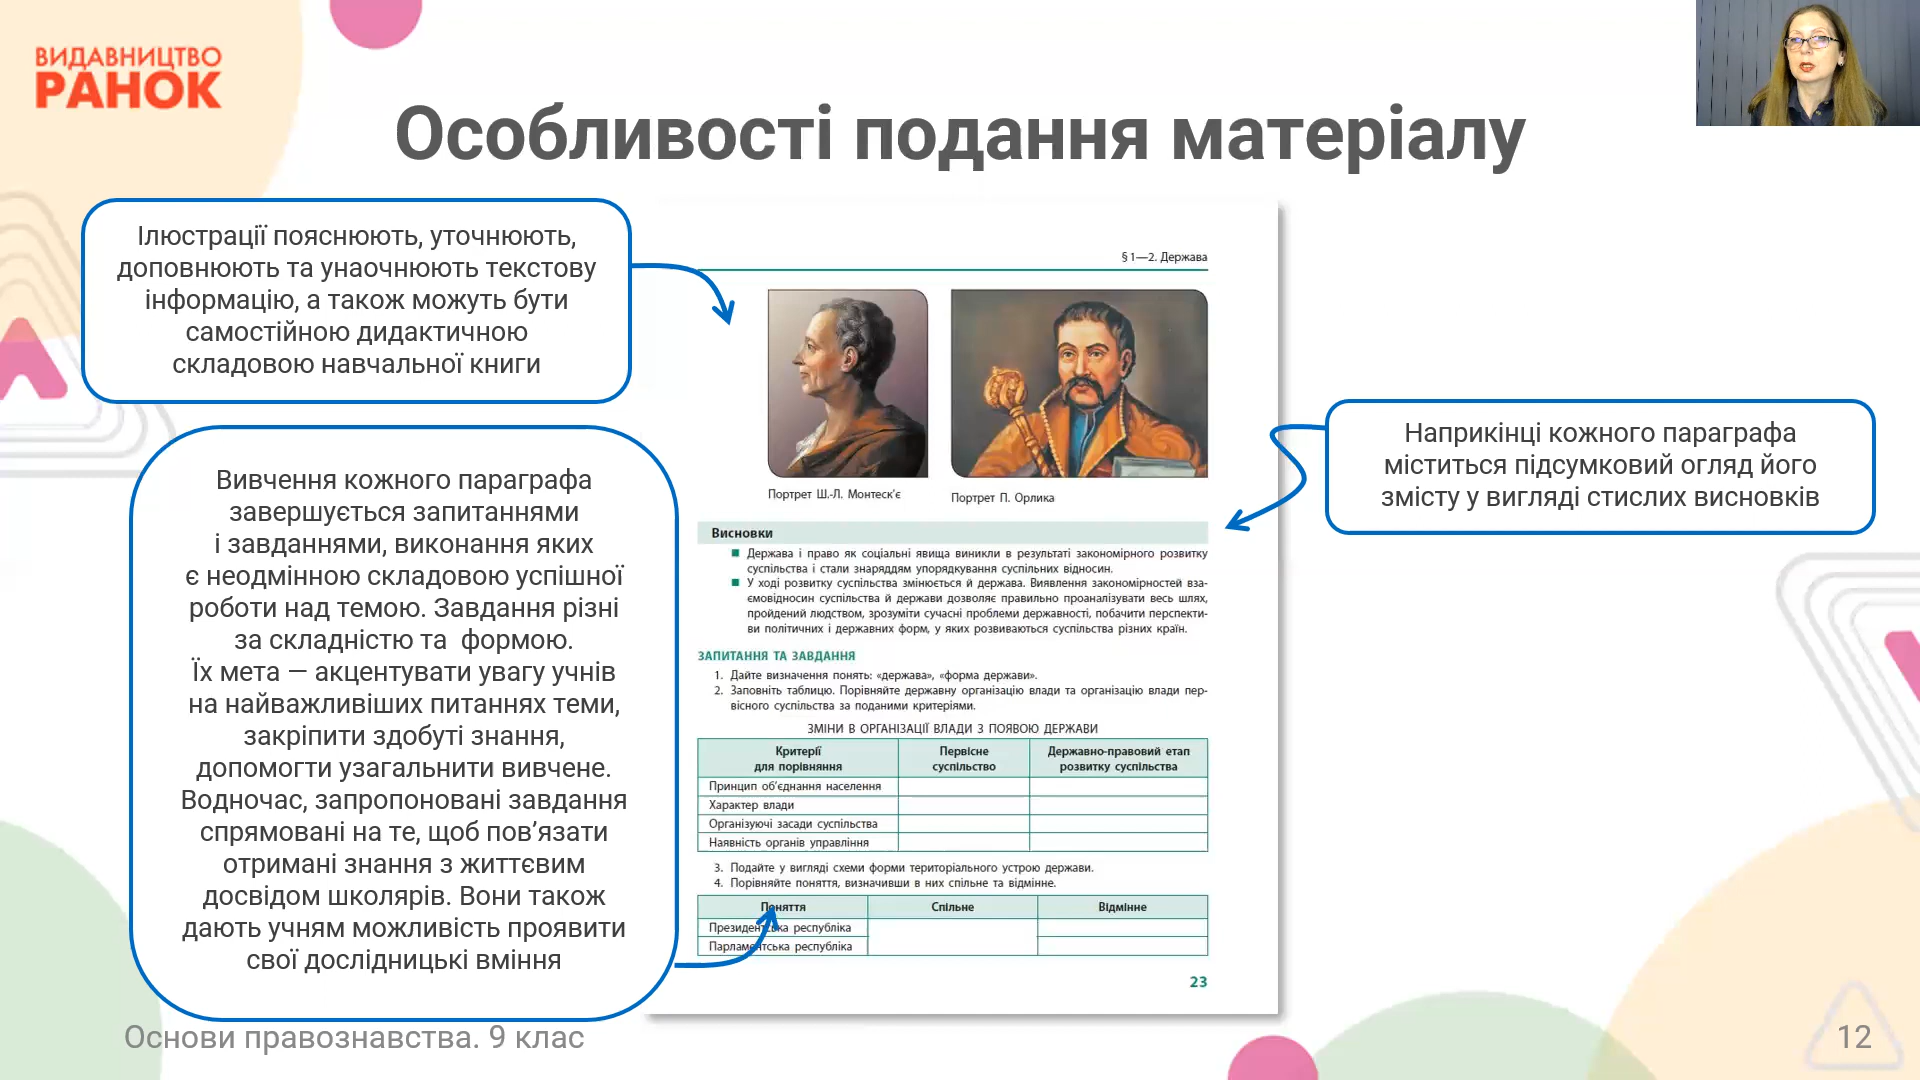 ВИДАВНИЦТВО
РАНОК
Особливості подання матеріалу
Ілюстрації пояснюють, уточнюють,
доповнюють та унаочнюють текстову
інформацію, а також можуть бути
самостійною дидактичною
складовою навчальної книги
Вивчення кожного параграфа
завершується запитаннями
і завданнями, виконання яких
є неодмінною складовою успішної
роботи над темою. Завдання різні
за складністю та формою.
Їх мета — акцентувати увагу учнів
на найважливіших питаннях теми,
закріпити здобуті знання,
допомогти узагальнити вивчене.
Водночас, запропоновані завдання
спрямовані на те, щоб пов’язати
отримані знання з життєвим
досвідом школярів. Вони також
дають учням можливість проявити
свої дослідницькі вміння
§ 1—2. Держава
Портрет Ш.-Л. Монтеск’є
Портрет П. Орлика
Висновки
Держава і право як соціальні явища виникли в результаті закономірного розвитку
суспільства і стали знаряддям упорядкування суспільних відносин.
У ході розвитку суспільства змінюється й держава. Виявлення закономірностей вза-
ємовідносин суспільства й держави дозволяє правильно проаналізувати весь шлях,
пройдений людством, зрозуміти сучасні проблеми державності, побачити перспекти-
ви політичних і державних форм, у яких розвиваються суспільства різних країн.
ЗАПИТАННЯ ТА ЗАВДАННЯ
1. Дайте визначення понять: «держава», «форма держави».
2. Заповніть таблицю. Порівняйте державну організацію влади та організацію влади пер-
вісного суспільства за поданими критеріями.
ЗМІНИ В ОРГАНІЗАЦІЇ ВЛАДИ З ПОЯВОЮ ДЕРЖАВИ
Критерії для порівняння Первісне суспільство Державно-правовий етап розвитку суспільства
Принцип об’єднання населення
Характер влади
Організуючі засади суспільства
Наявність органів управління
3. Подайте у вигляді схеми форми територіального устрою держави.
4. Порівняйте поняття, визначивши в них спільне та відмінне.
Поняття Спільне Відмінне
Президентська республіка
Парламентська республіка
23
Наприкінці кожного параграфа
міститься підсумковий огляд його
змісту у вигляді стислих висновків
Основи правознавства. 9 клас
12